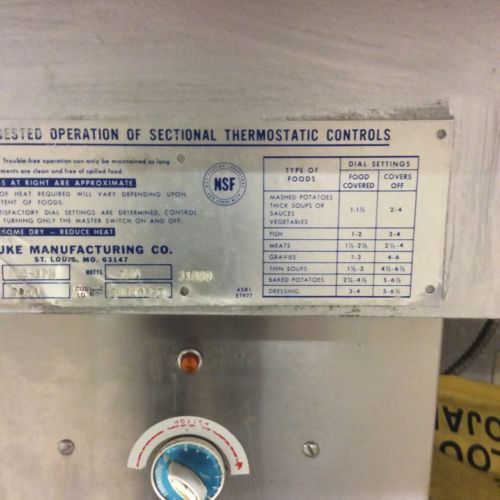 ESTED OPERATION OF SECTIONAL THERMOSTATIC CONTROLS
Trouble-free operation can only be maintained as long
ments are clean and free of spilled food.
S AT RIGHT ARE APPROXIMATE
OF HEAT REQUIRED WILL VARY DEPENDING UPON
TENT OF FOODS.
TISFACTORY DIAL SETTINGS ARE DETERMINED, CONTROL
TURNING ONLY THE MASTER SWITCH ON AND OFF.
COME DRY - REDUCE HEAT
UKE MANUFACTURING CO.
ST. LOUIS, MO. 63147
WATTS
NSF
TYPE OF FOODS DIAL SETTINGS
FOOD COVERED COVERS OFF
MASHED POTATOES
THICK SOUPS OR
SAUCES
VEGETABLES 1-1½ 2-4
FISH 1-2 3-4
MEATS 1½-2½ 2½-4
GRAVIES 1-2 4-6
THIN SOUPS 1½-3 4½-6½
BAKED POTATOES 2½-4½ 5-6½
DRESSING 3-4 5-6½
6581
E7977